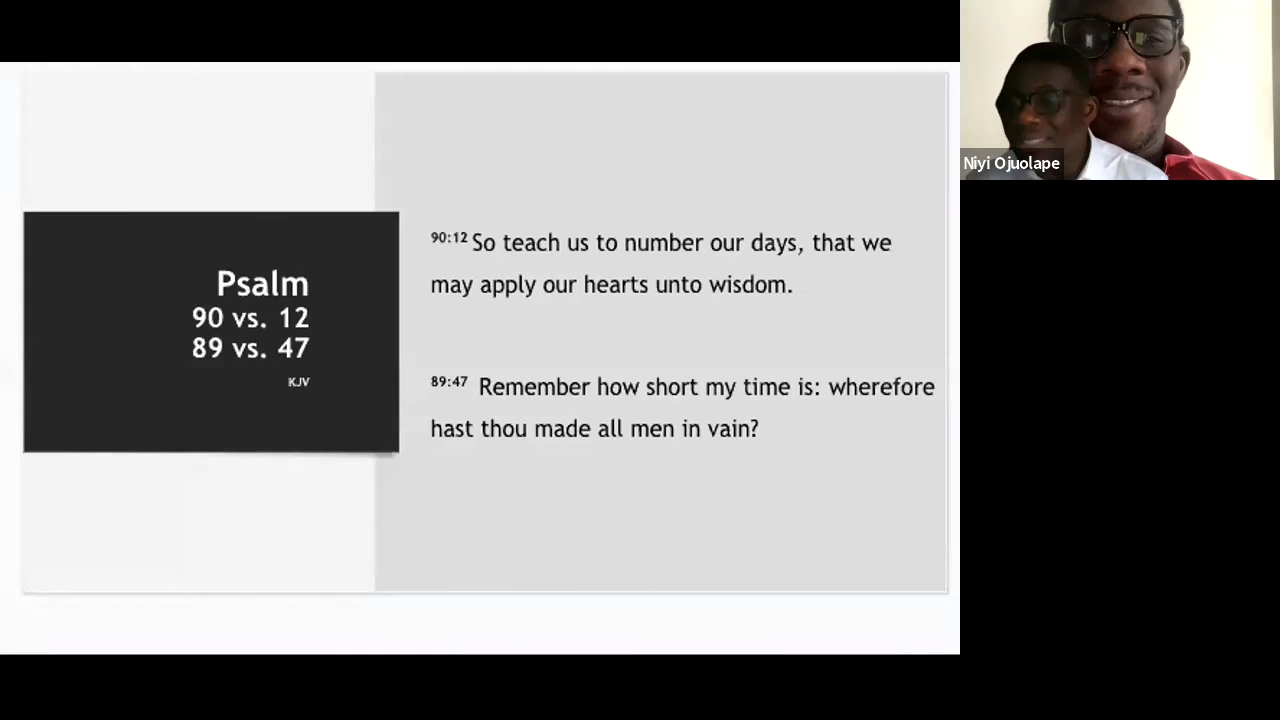 Psalm
90 vs. 12
89 vs. 47
KJV
90:12 So teach us to number our days, that we
may apply our hearts unto wisdom.
89:47 Remember how short my time is: wherefore
hast thou made all men in vain?
Niyi Ojuolape